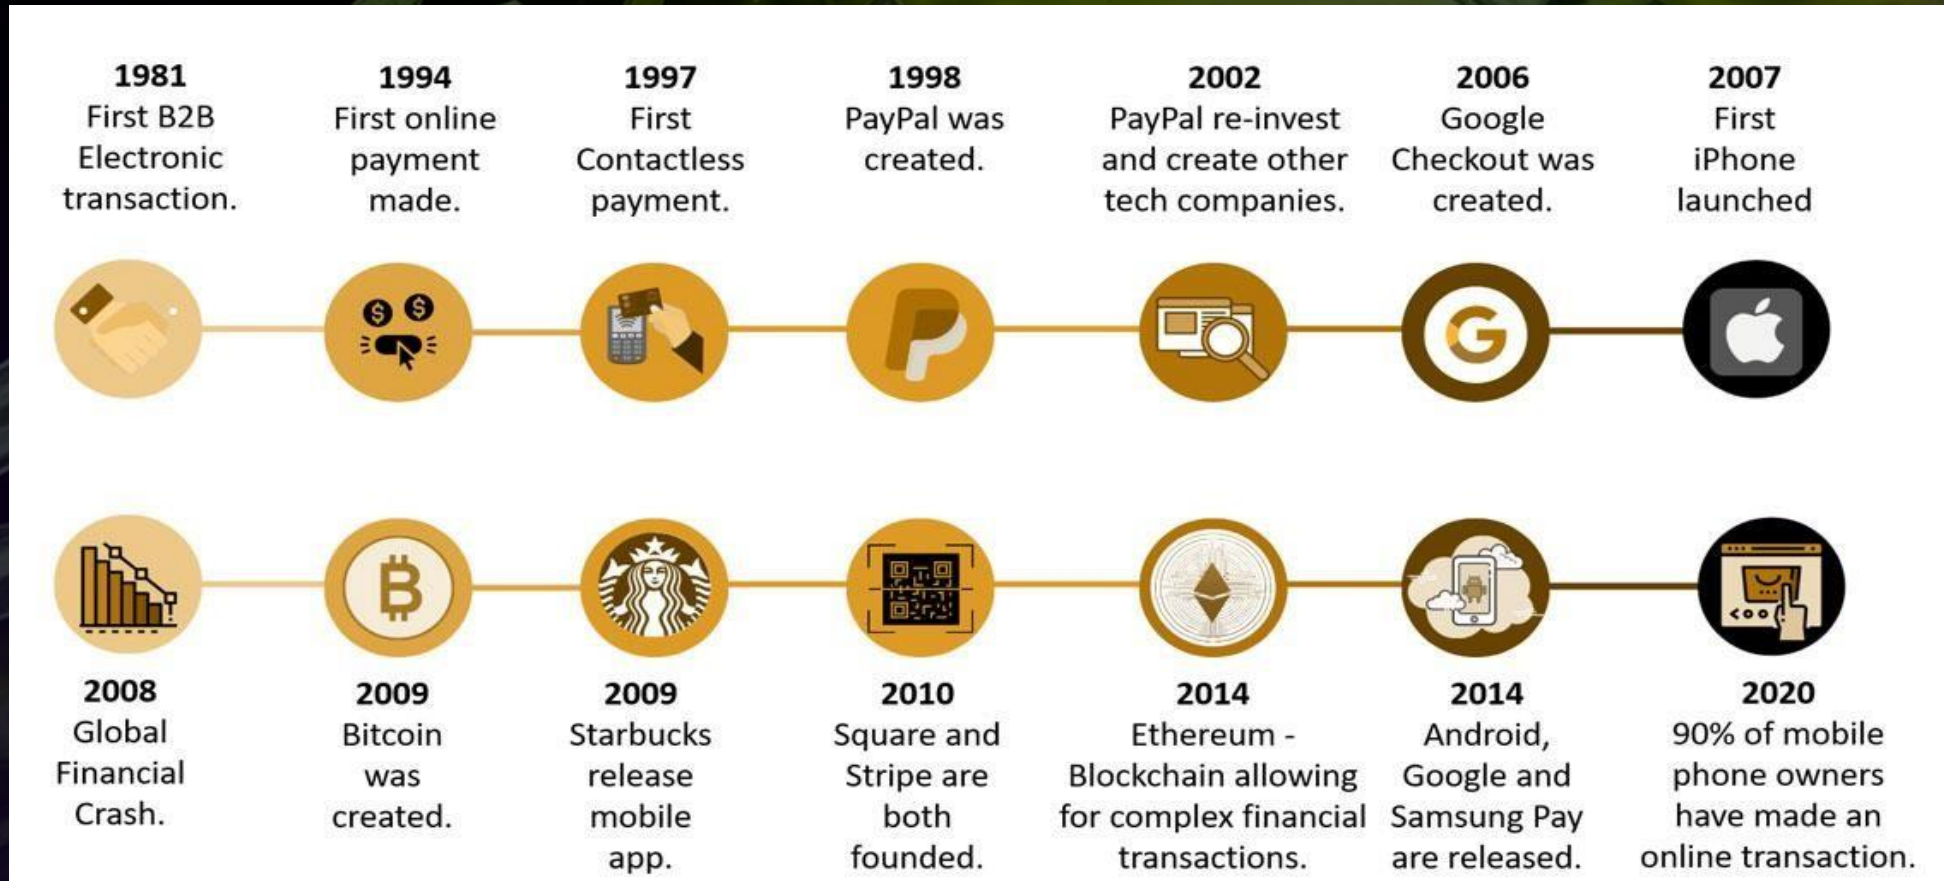 1981
First B2B
Electronic
transaction.
1994
First online
payment
made.
1997
First
Contactless
payment.
1998
PayPal was
created.
2002
PayPal re-invest
and create other
tech companies.
2006
Google
Checkout was
created.
2007
First
iPhone
launched
2008
Global
Financial
Crash.
2009
Bitcoin
was
created.
2009
Starbucks
release
mobile
app.
2010
Square and
Stripe are
both
founded.
2014
Ethereum -
Blockchain allowing
for complex financial
transactions.
2014
Android,
Google and
Samsung Pay
are released.
2020
90% of mobile
phone owners
have made an
online transaction.